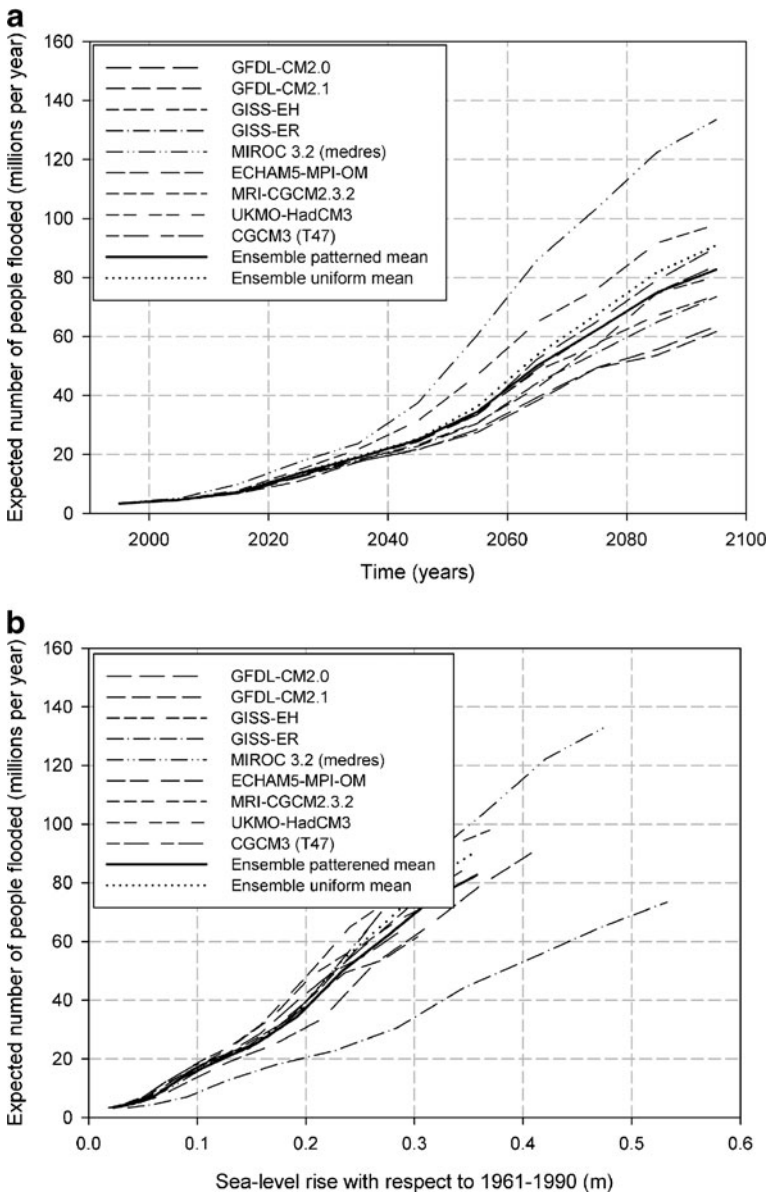 a
160
140
120
100
80
60
40
20
0
Expected number of people flooded (millions per year)
GFDL-CM2.0
GFDL-CM2.1
GISS-EH
GISS-ER
MIROC 3.2 (medres)
ECHAM5-MPI-OM
MRI-CGCM2.3.2
UKMO-HadCM3
CGCM3 (T47)
Ensemble patterned mean
Ensemble uniform mean
2000 2020 2040 2060 2080 2100
Time (years)
b
160
140
120
100
80
60
40
20
0
Expected number of people flooded (millions per year)
GFDL-CM2.0
GFDL-CM2.1
GISS-EH
GISS-ER
MIROC 3.2 (medres)
ECHAM5-MPI-OM
MRI-CGCM2.3.2
UKMO-HadCM3
CGCM3 (T47)
Ensemble patterened mean
Ensemble uniform mean
0.0 0.1 0.2 0.3 0.4 0.5 0.6
Sea-level rise with respect to 1961-1990 (m)